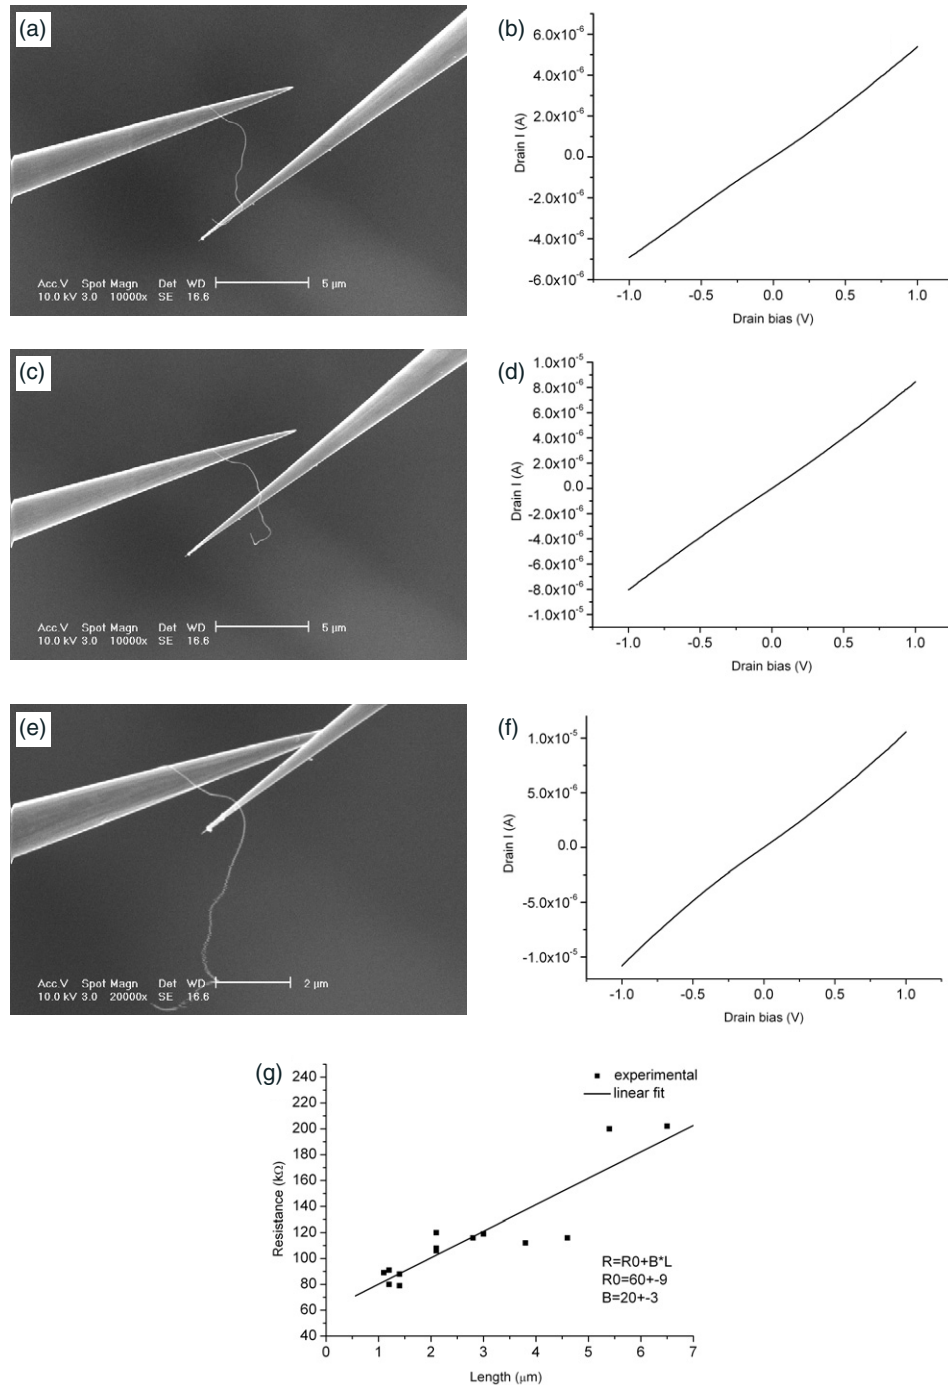 (a)
Acc.V Spot Magn Det WD 5 μm
10.0 kV 3.0 10000x SE 16.6
(b)
6.0x10⁻⁶
4.0x10⁻⁶
2.0x10⁻⁶
0.0
-2.0x10⁻⁶
-4.0x10⁻⁶
-6.0x10⁻⁶
Drain I (A)
-1.0 -0.5 0.0 0.5 1.0
Drain bias (V)
(c)
Acc.V Spot Magn Det WD 5 μm
10.0 kV 3.0 10000x SE 16.6
(d)
1.0x10⁻⁵
8.0x10⁻⁶
6.0x10⁻⁶
4.0x10⁻⁶
2.0x10⁻⁶
0.0
-2.0x10⁻⁶
-4.0x10⁻⁶
-6.0x10⁻⁶
-8.0x10⁻⁶
-1.0x10⁻⁵
Drain I (A)
-1.0 -0.5 0.0 0.5 1.0
Drain bias (V)
(e)
Acc.V Spot Magn Det WD 2 μm
10.0 kV 3.0 20000x SE 16.6
(f)
1.0x10⁻⁵
5.0x10⁻⁶
0.0
-5.0x10⁻⁶
-1.0x10⁻⁵
Drain I (A)
-1.0 -0.5 0.0 0.5 1.0
Drain bias (V)
(g)
240
220
200
180
160
140
120
100
80
60
40
Resistance (kΩ)
experimental
linear fit
R=R0+B*L
R0=60+-9
B=20+-3
0 1 2 3 4 5 6 7
Length (μm)